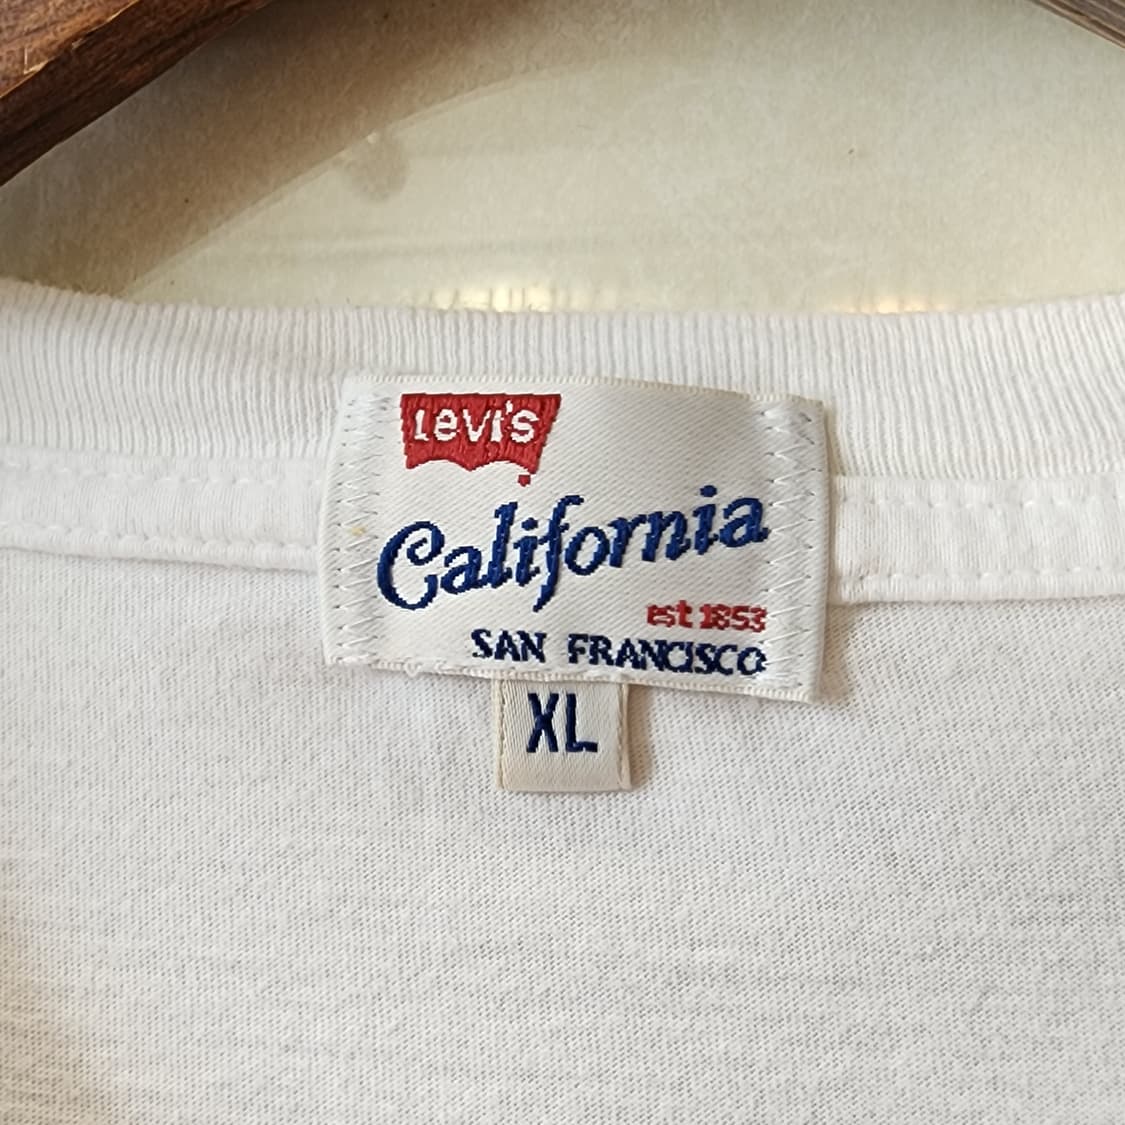 Levi's
California
est 1853
SAN FRANCISCO
XL